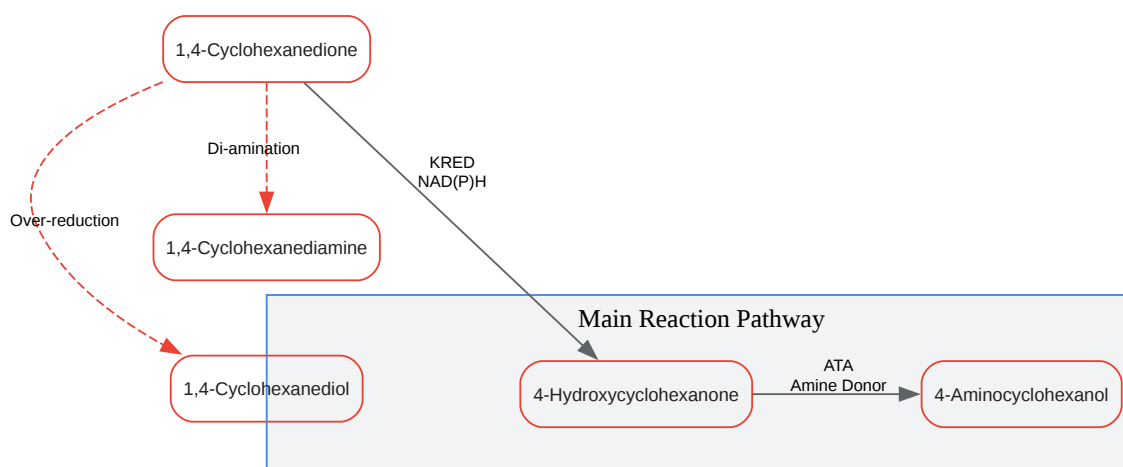 1,4-Cyclohexanedione
Di-amination
KRED
NAD(P)H
Over-reduction
1,4-Cyclohexanediamine
Main Reaction Pathway
1,4-Cyclohexanediol
4-Hydroxycyclohexanone
ATA
Amine Donor
4-Aminocyclohexanol